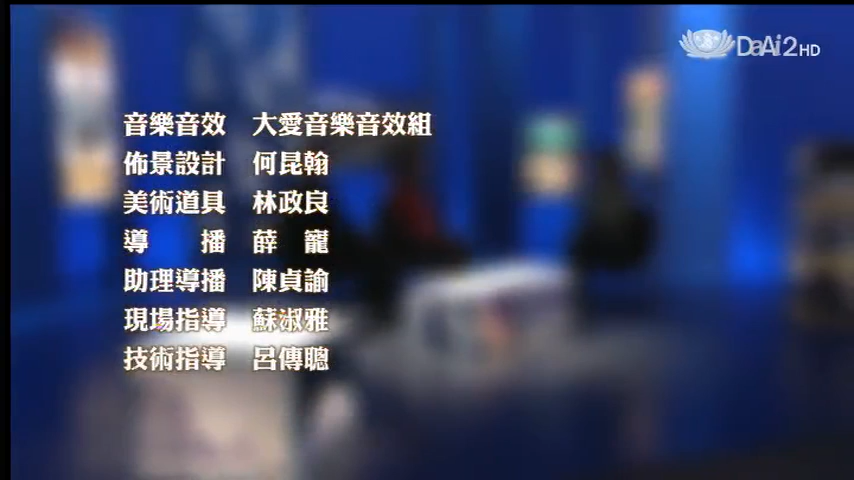 DaAi2HD
音樂音效 大愛音樂音效組
佈景設計 何昆翰
美術道具 林政良
導 播 薛 寵
助理導播 陳貞諭
現場指導 蘇淑雅
技術指導 呂傳聰